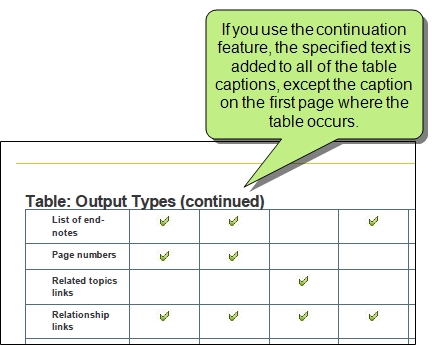 If you use the continuation
feature, the specified text is
added to all of the table
captions, except the caption
on the first page where the
table occurs.
Table: Output Types (continued)
List of end-
notes
Page numbers
Related topics
links
Relationship
links